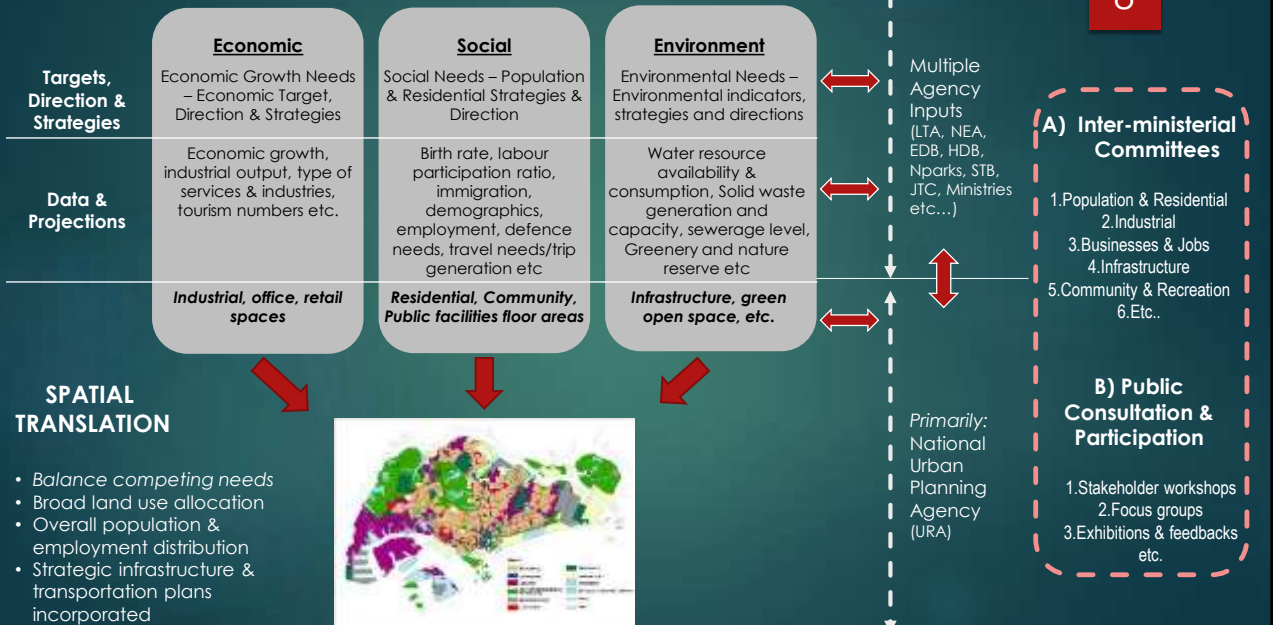 Economic
Social
Environment
Targets,
Direction &
Strategies
Economic Growth Needs
– Economic Target,
Direction & Strategies
Social Needs – Population
& Residential Strategies &
Direction
Environmental Needs –
Environmental indicators,
strategies and directions
Data &
Projections
Economic growth,
industrial output, type of
services & industries,
tourism numbers etc.
Birth rate, labour
participation ratio,
immigration,
demographics,
employment, defence
needs, travel needs/trip
generation etc
Water resource
availability &
consumption, Solid waste
generation and
capacity, sewerage level,
Greenery and nature
reserve etc
Industrial, office, retail
spaces
Residential, Community,
Public facilities floor areas
Infrastructure, green
open space, etc.
SPATIAL
TRANSLATION
• Balance competing needs
• Broad land use allocation
• Overall population &
employment distribution
• Strategic infrastructure &
transportation plans
incorporated
Multiple
Agency
Inputs
(LTA, NEA,
EDB, HDB,
Nparks, STB,
JTC, Ministries
etc...)
Primarily:
National
Urban
Planning
Agency
(URA)
A) Inter-ministerial
Committees
1.Population & Residential
2.Industrial
3.Businesses & Jobs
4.Infrastructure
5.Community & Recreation
6.Etc..
B) Public
Consultation &
Participation
1.Stakeholder workshops
2.Focus groups
3.Exhibitions & feedbacks
etc.